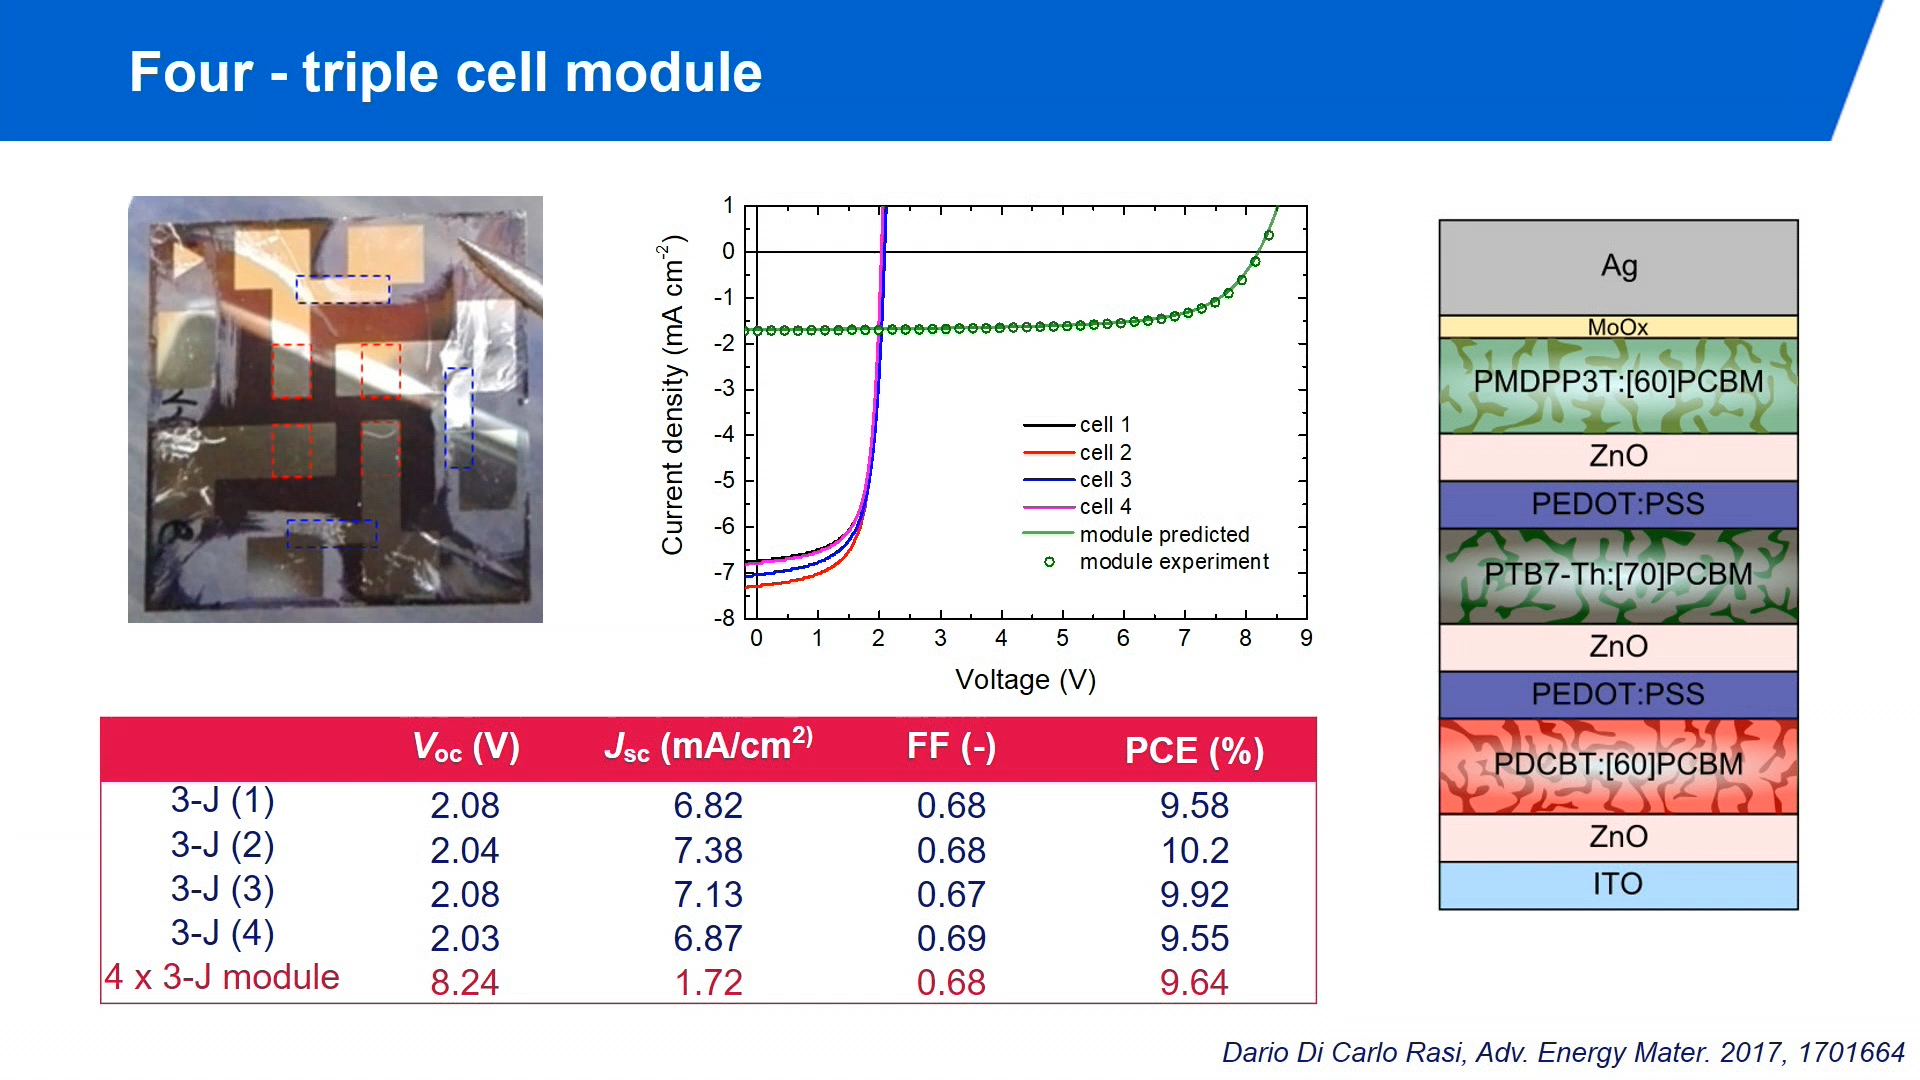 Four - triple cell module
Current density (mA cm-2)
1
0
-1
-2
-3
-4
-5
-6
-7
-8
0 1 2 3 4 5 6 7 8 9
Voltage (V)
cell 1
cell 2
cell 3
cell 4
module predicted
module experiment
Ag
MoOx
PMDPP3T:[60]PCBM
ZnO
PEDOT:PSS
PTB7-Th:[70]PCBM
ZnO
PEDOT:PSS
PDCBT:[60]PCBM
ZnO
ITO
Voc (V) Jsc (mA/cm2) FF (-) PCE (%)
3-J (1) 2.08 6.82 0.68 9.58
3-J (2) 2.04 7.38 0.68 10.2
3-J (3) 2.08 7.13 0.67 9.92
3-J (4) 2.03 6.87 0.69 9.55
4 x 3-J module 8.24 1.72 0.68 9.64
Dario Di Carlo Rasi, Adv. Energy Mater. 2017, 1701664